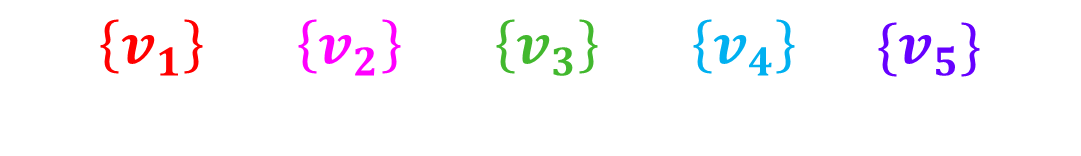 {v₁} {v₂} {v₃} {v₄} {v₅}